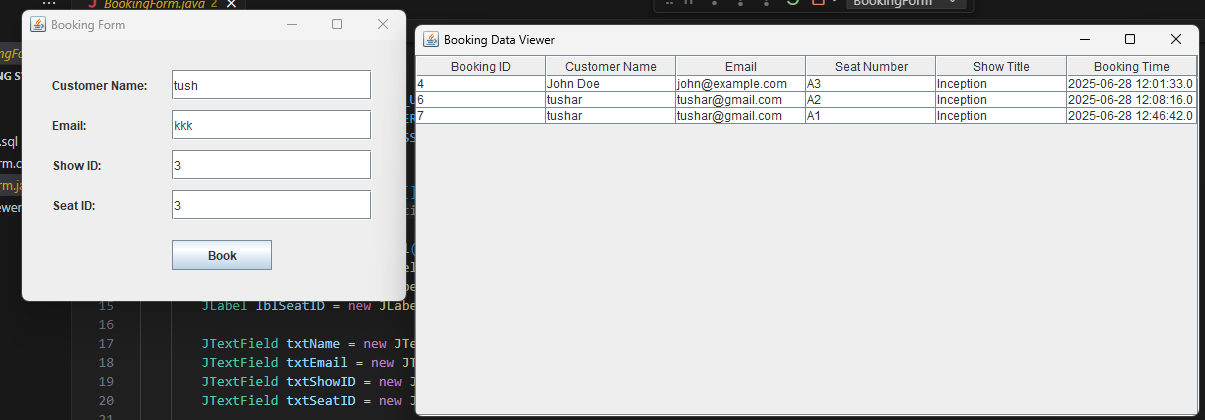 BookingForm.java 2
BookingForm
Booking Form
Customer Name: tush
Email: kkk
Show ID: 3
Seat ID: 3
Book
Booking Data Viewer
Booking ID Customer Name Email Seat Number Show Title Booking Time
4 John Doe john@example.com A3 Inception 2025-06-28 12:01:33.0
6 tushar tushar@gmail.com A2 Inception 2025-06-28 12:08:16.0
7 tushar tushar@gmail.com A1 Inception 2025-06-28 12:46:42.0
.sql
15 JLabel lblSeatID = new JLabe
16
17 JTextField txtName = new JTe
18 JTextField txtEmail = new JT
19 JTextField txtShowID = new J
20 JTextField txtSeatID = new J
21